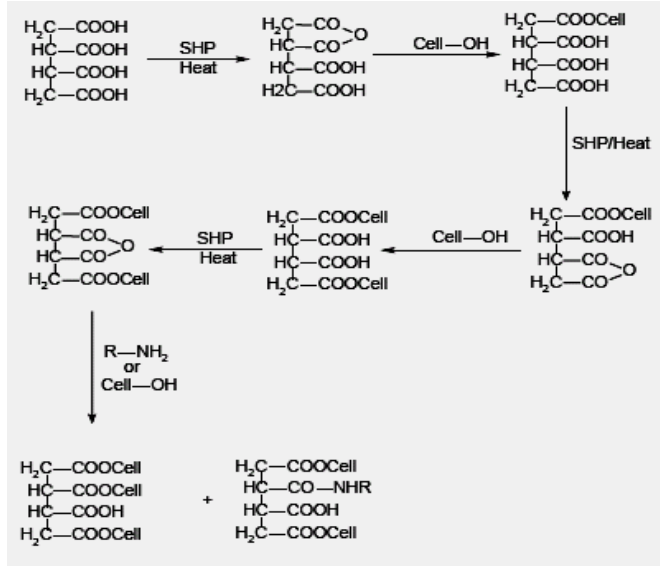 H₂C—COOH
HC—COOH
HC—COOH
H₂C—COOH
SHP
Heat
H₂C—CO
HC—CO
O
HC—COOH
H2C—COOH
Cell—OH
H₂C—COOCell
HC—COOH
HC—COOH
H₂C—COOH
SHP/Heat
H₂C—COOCell
HC—COOH
HC—CO
H₂C—CO
O
Cell—OH
H₂C—COOCell
HC—COOH
HC—COOH
H₂C—COOCell
SHP
Heat
H₂C—COOCell
HC—CO
HC—CO
O
H₂C—COOCell
R—NH₂
or
Cell—OH
H₂C—COOCell
HC—COOCell
HC—COOH
H₂C—COOCell
+
H₂C—COOCell
HC—CO—NHR
HC—COOH
H₂C—COOCell